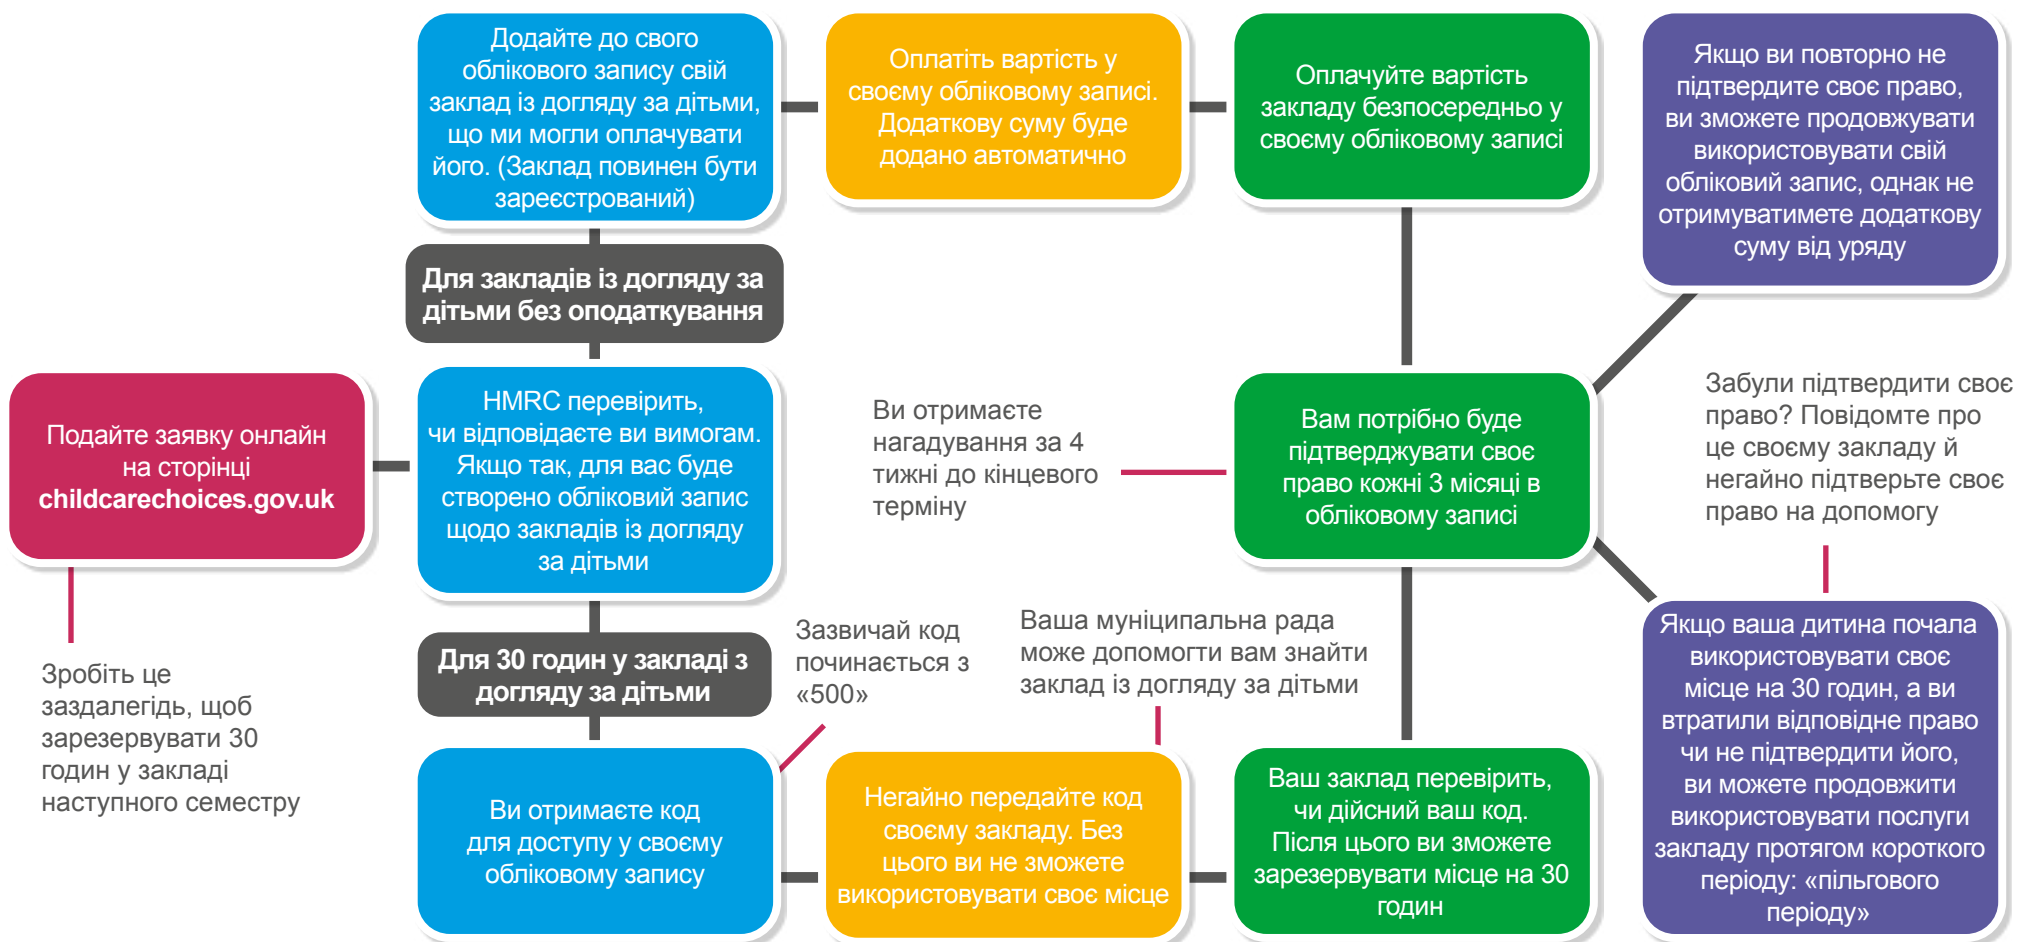 Додайте до свого
облікового запису свій
заклад із догляду за дітьми,
що ми могли оплачувати
його. (Заклад повинен бути
зареєстрований)
Оплатіть вартість у
своєму обліковому записі.
Додаткову суму буде
додано автоматично
Оплачуйте вартість
закладу безпосередньо у
своєму обліковому записі
Якщо ви повторно не
підтвердите своє право,
ви зможете продовжувати
використовувати свій
обліковий запис, однак не
отримуватимете додаткову
суму від уряду
Для закладів із догляду за
дітьми без оподаткування
Подайте заявку онлайн
на сторінці
childcarechoices.gov.uk
HMRC перевірить,
чи відповідаєте ви вимогам.
Якщо так, для вас буде
створено обліковий запис
щодо закладів із догляду
за дітьми
Ви отримаєте
нагадування за 4
тижні до кінцевого
терміну
Вам потрібно буде
підтверджувати своє
право кожні 3 місяці в
обліковому записі
Забули підтвердити своє
право? Повідомте про
це своєму закладу й
негайно підтверьте своє
право на допомогу
Зробіть це
заздалегідь, щоб
зарезервувати 30
годин у закладі
наступного семестру
Для 30 годин у закладі з
догляду за дітьми
Зазвичай код
починається з
«500»
Ваша муніципальна рада
може допомогти вам знайти
заклад із догляду за дітьми
Ви отримаєте код
для доступу у своєму
обліковому запису
Негайно передайте код
своєму закладу. Без
цього ви не зможете
використовувати своє місце
Ваш заклад перевірить,
чи дійсний ваш код.
Після цього ви зможете
зарезервувати місце на 30
годин
Якщо ваша дитина почала
використовувати своє
місце на 30 годин, а ви
втратили відповідне право
чи не підтвердити його,
ви можете продовжити
використовувати послуги
закладу протягом короткого
періоду: «пільгового
періоду»